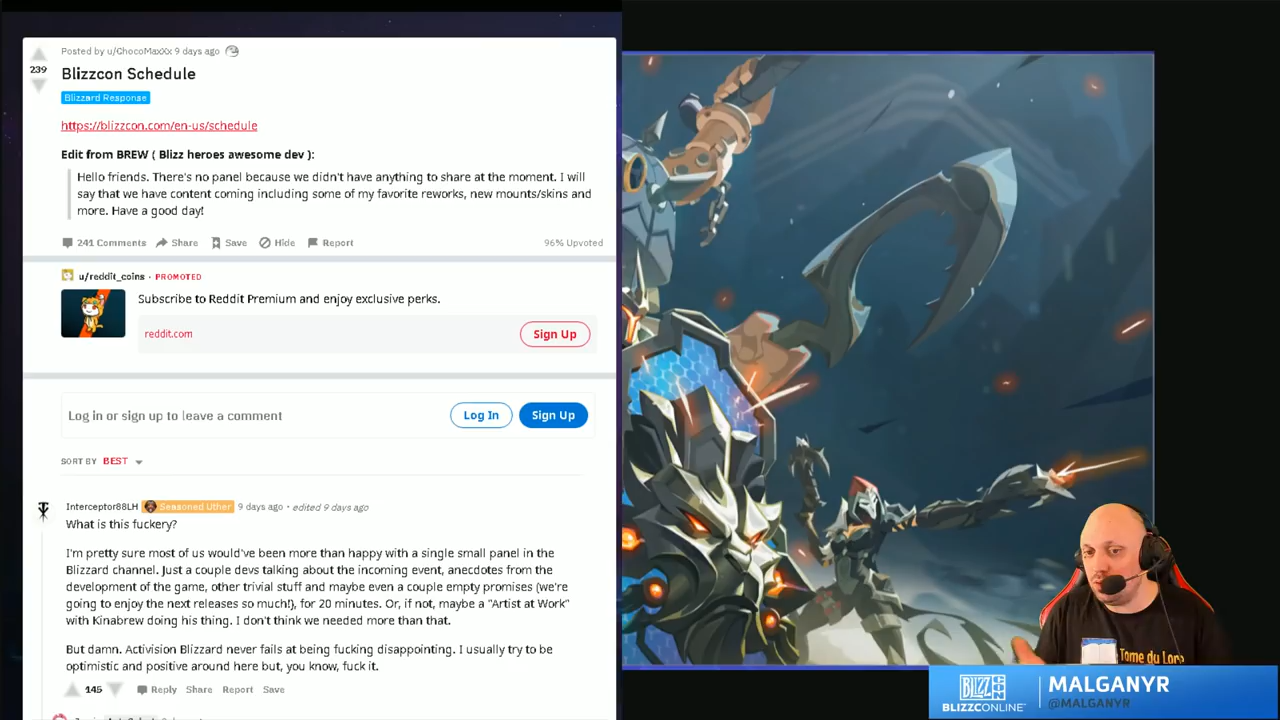 Posted by u/ChocoMaxXx 9 days ago
239
Blizzcon Schedule
Blizzard Response
https://blizzcon.com/en-us/schedule
Edit from BREW ( Blizz heroes awesome dev ):
Hello friends. There's no panel because we didn't have anything to share at the moment. I will
say that we have content coming including some of my favorite reworks, new mounts/skins and
more. Have a good day!
241 Comments Share Save Hide Report 96% Upvoted
u/reddit_coins · PROMOTED
Subscribe to Reddit Premium and enjoy exclusive perks.
reddit.com Sign Up
Log in or sign up to leave a comment Log In Sign Up
SORT BY BEST
Interceptor88LH Seasoned Uther 9 days ago · edited 9 days ago
What is this fuckery?
I'm pretty sure most of us would've been more than happy with a single small panel in the
Blizzard channel. Just a couple devs talking about the incoming event, anecdotes from the
development of the game, other trivial stuff and maybe even a couple empty promises (we're
going to enjoy the next releases so much!), for 20 minutes. Or, if not, maybe a "Artist at Work"
with Kinabrew doing his thing. I don't think we needed more than that.
But damn. Activision Blizzard never fails at being fucking disappointing. I usually try to be
optimistic and positive around here but, you know, fuck it.
145 Reply Share Report Save
Tome du Lore
BLIZZ
BLIZZCONLINE
MALGANYR
@MALGANYR